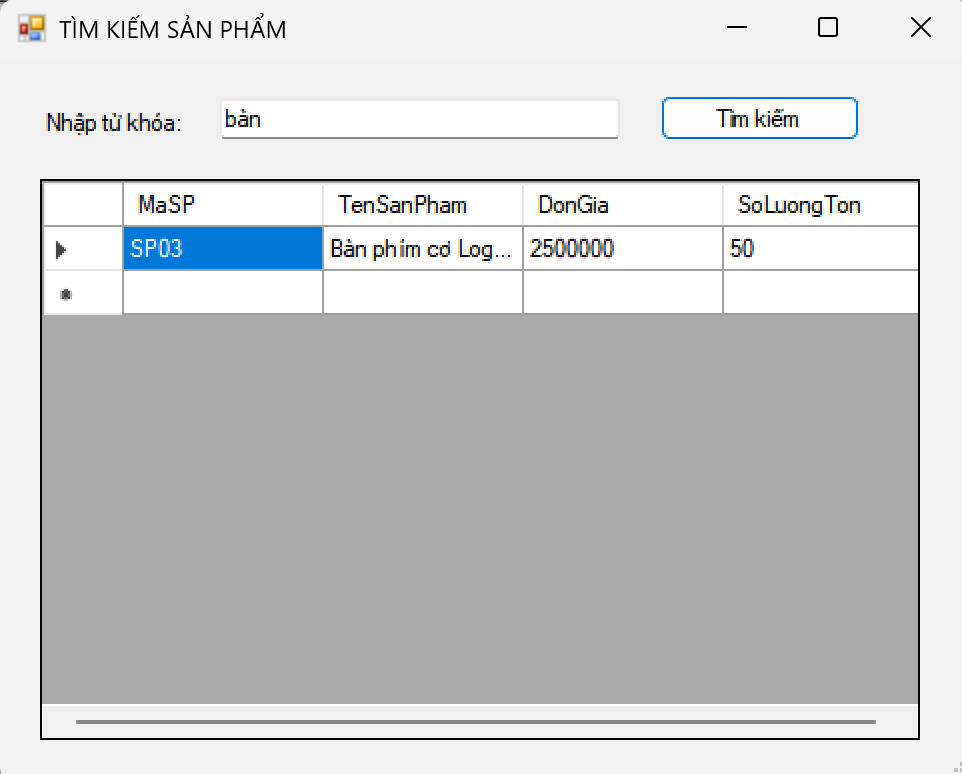 TÌM KIẾM SẢN PHẨM
Nhập từ khóa: bàn Tìm kiếm
MaSP TenSanPham DonGia SoLuongTon
SP03 Bàn phím cơ Log... 2500000 50